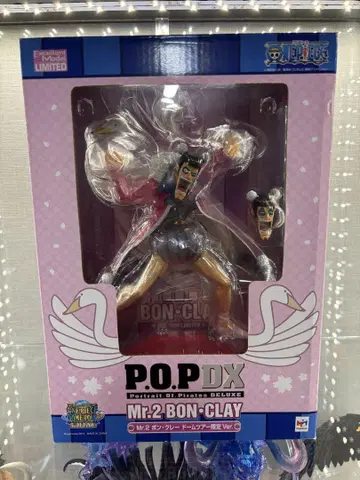 Excellent
Model
LIMITED
ONE PIECE
BON・CLAY
P.O.P DX
Portrait.Of.Pirates DELUXE
Mr.2 BON・CLAY
Mr.2 ボン・クレー ドームツアー限定 Ver.
MegaHouse